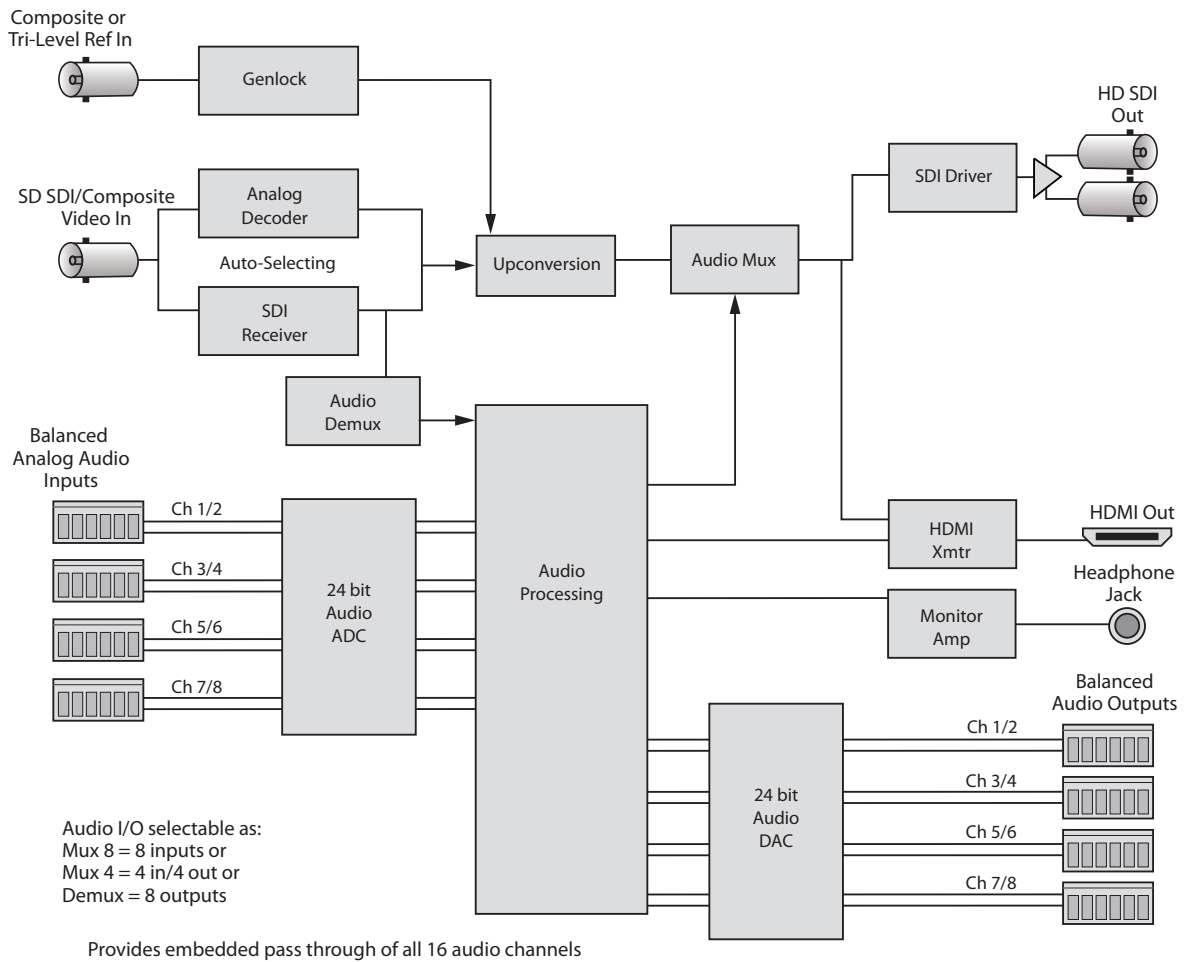 Composite or
Tri-Level Ref In
Genlock
HD SDI
Out
SDI Driver
SD SDI/Composite
Video In
Analog
Decoder
Auto-Selecting
SDI
Receiver
Upconversion
Audio Mux
Audio
Demux
Balanced
Analog Audio
Inputs
Ch 1/2
Ch 3/4
Ch 5/6
Ch 7/8
24 bit
Audio
ADC
Audio
Processing
HDMI
Xmtr
HDMI Out
Headphone
Jack
Monitor
Amp
Balanced
Audio Outputs
24 bit
Audio
DAC
Ch 1/2
Ch 3/4
Ch 5/6
Ch 7/8
Audio I/O selectable as:
Mux 8 = 8 inputs or
Mux 4 = 4 in/4 out or
Demux = 8 outputs
Provides embedded pass through of all 16 audio channels